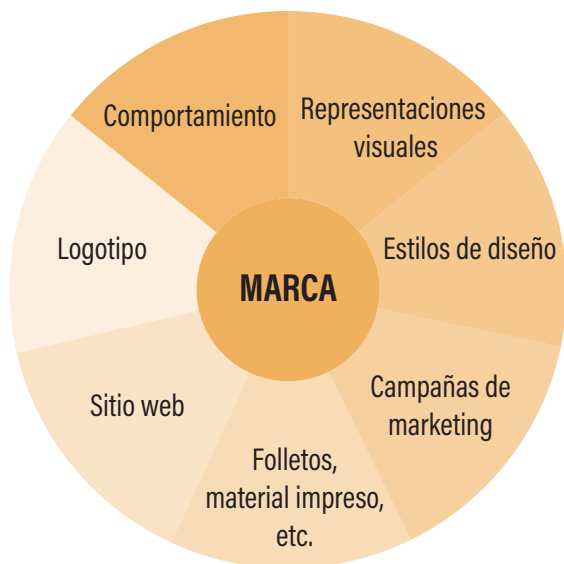 Comportamiento
Representaciones
visuales
Estilos de diseño
Campañas de
marketing
Folletos,
material impreso,
etc.
Sitio web
Logotipo
MARCA